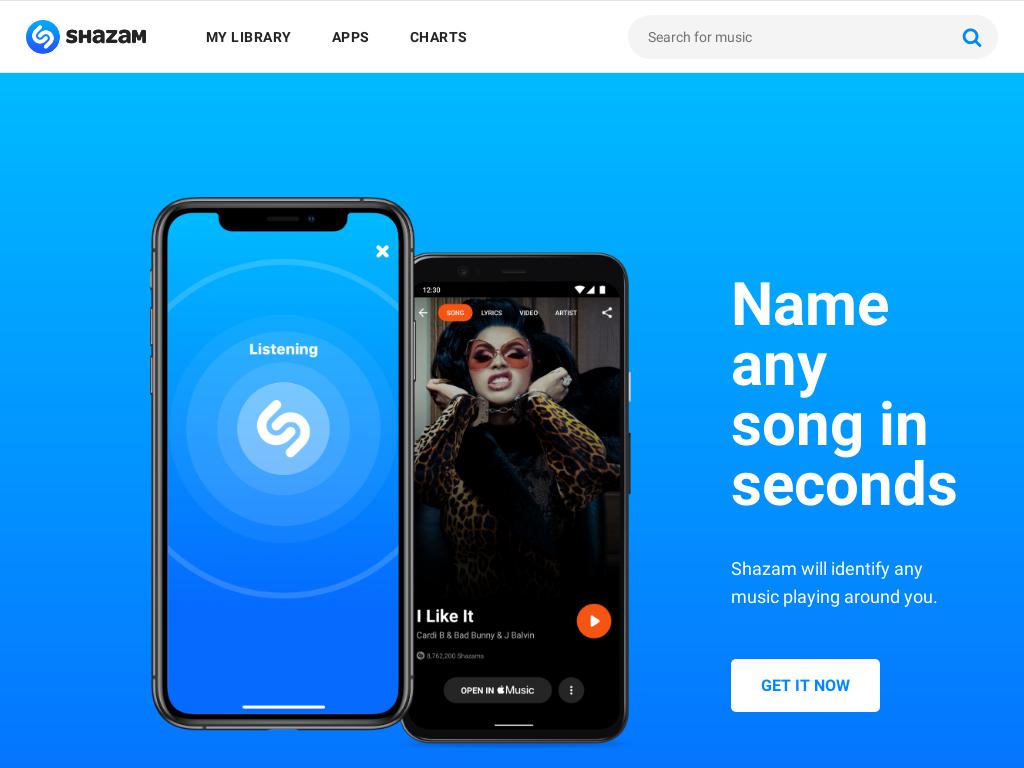 SHAZAM
MY LIBRARY
APPS
CHARTS
Search for music
Listening
12:30
SONG
LYRICS
VIDEO
ARTIST
I Like It
Cardi B & Bad Bunny & J Balvin
8,762,200 Shazams
OPEN IN Music
Name
any
song in
seconds
Shazam will identify any
music playing around you.
GET IT NOW